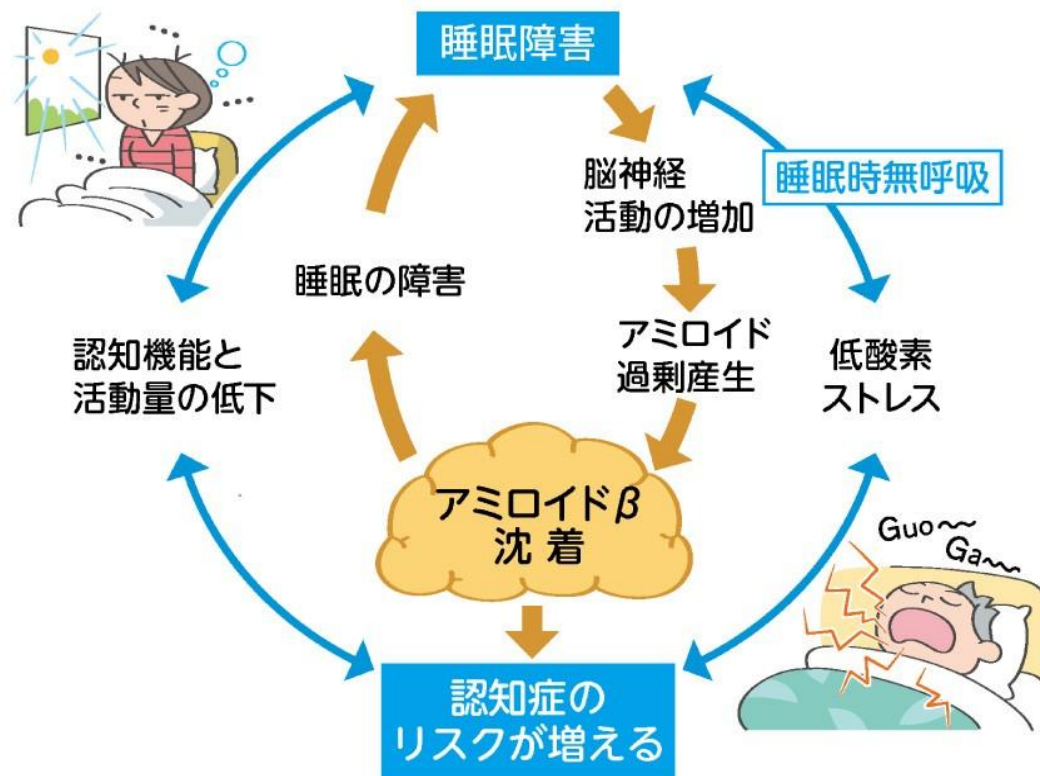 睡眠障害
脳神経
活動の増加
睡眠時無呼吸
睡眠の障害
アミロイド
過剰産生
認知機能と
活動量の低下
低酸素
ストレス
アミロイドβ
沈着
Guo~~
Ga~~
認知症の
リスクが増える